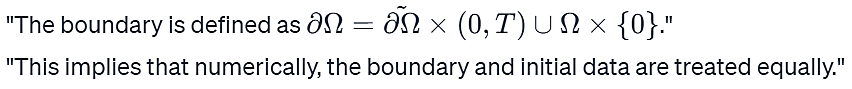 "The boundary is defined as ∂Ω = ∂̃Ω × (0, T) ∪ Ω × {0}."
"This implies that numerically, the boundary and initial data are treated equally."